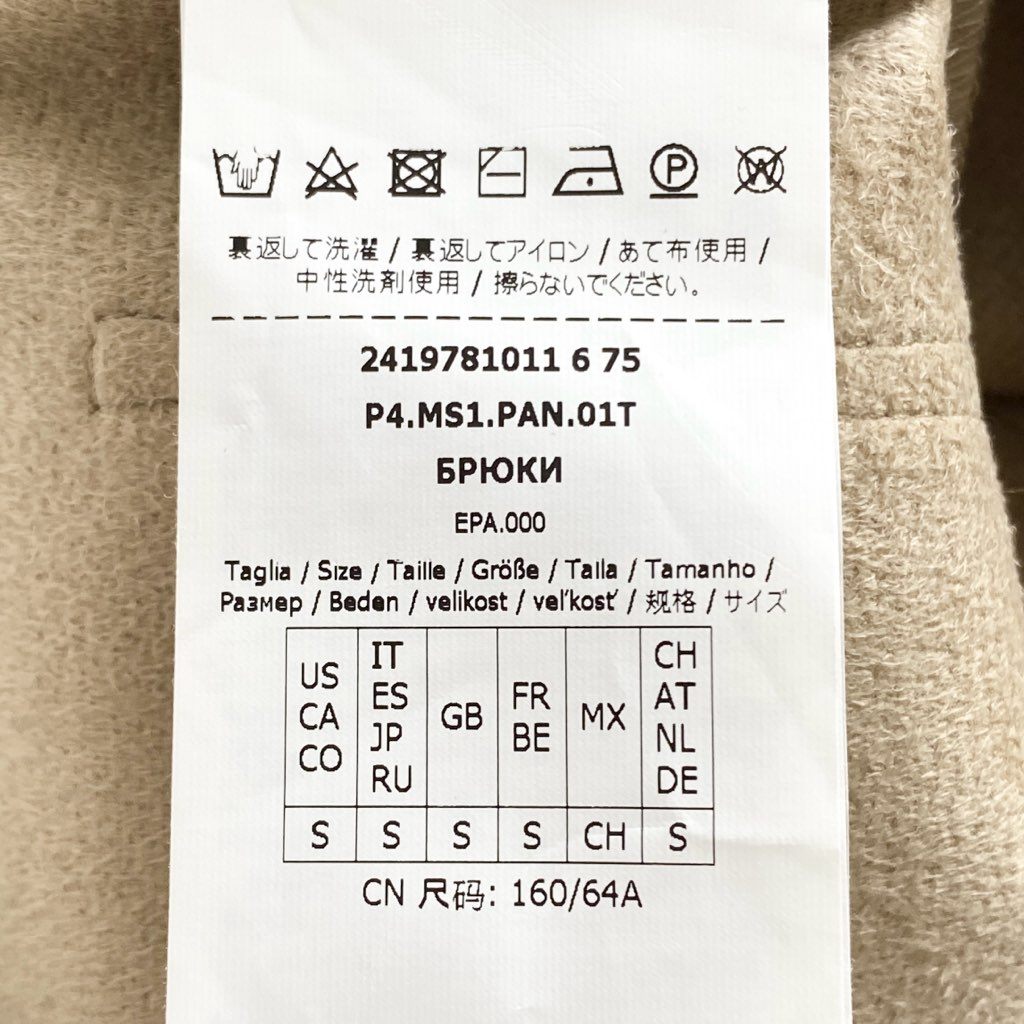 裏返して洗濯 / 裏返してアイロン / あて布使用 /
中性洗剤使用 / 擦らないでください。
2419781011 6 75
P4.MS1.PAN.01T
БРЮКИ
EPA.000
Taglia / Size / Taille / Größe / Talla / Tamanho /
Размер / Beden / velikost / veľkosť / 规格 / サイズ
US CA CO
IT ES JP RU
GB
FR BE
MX
CH AT NL DE
S S S S CH S
CN 尺码: 160/64A